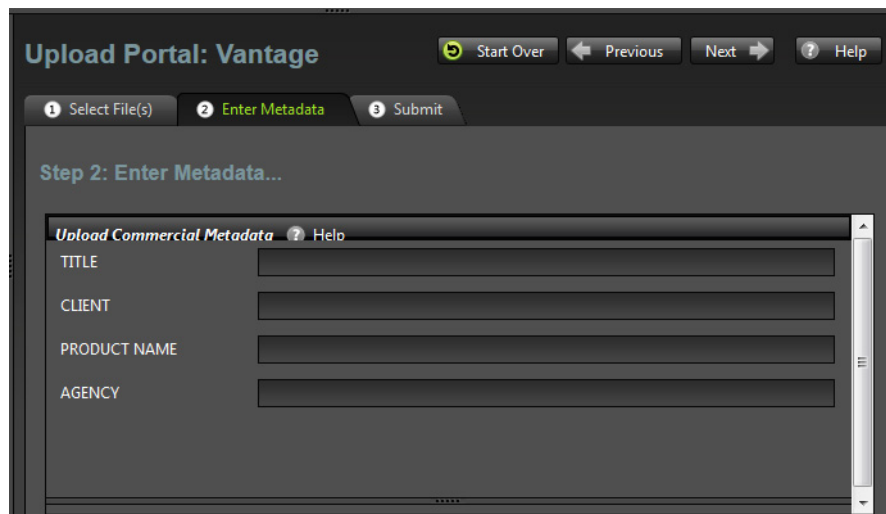 Upload Portal: Vantage
Start Over Previous Next ? Help
1 Select File(s) 2 Enter Metadata 3 Submit
Step 2: Enter Metadata...
Upload Commercial Metadata ? Help
TITLE
CLIENT
PRODUCT NAME
AGENCY